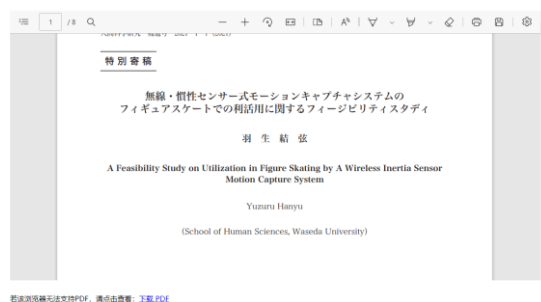 1 / 8
特別寄稿
無線・慣性センサー式モーションキャプチャシステムの
フィギュアスケートでの利活用に関するフィージビリティスタディ
羽 生 結 弦
A Feasibility Study on Utilization in Figure Skating by A Wireless Inertia Sensor
Motion Capture System
Yuzuru Hanyu
(School of Human Sciences, Waseda University)
若该浏览器无法支持PDF，请点击查看：下载 PDF